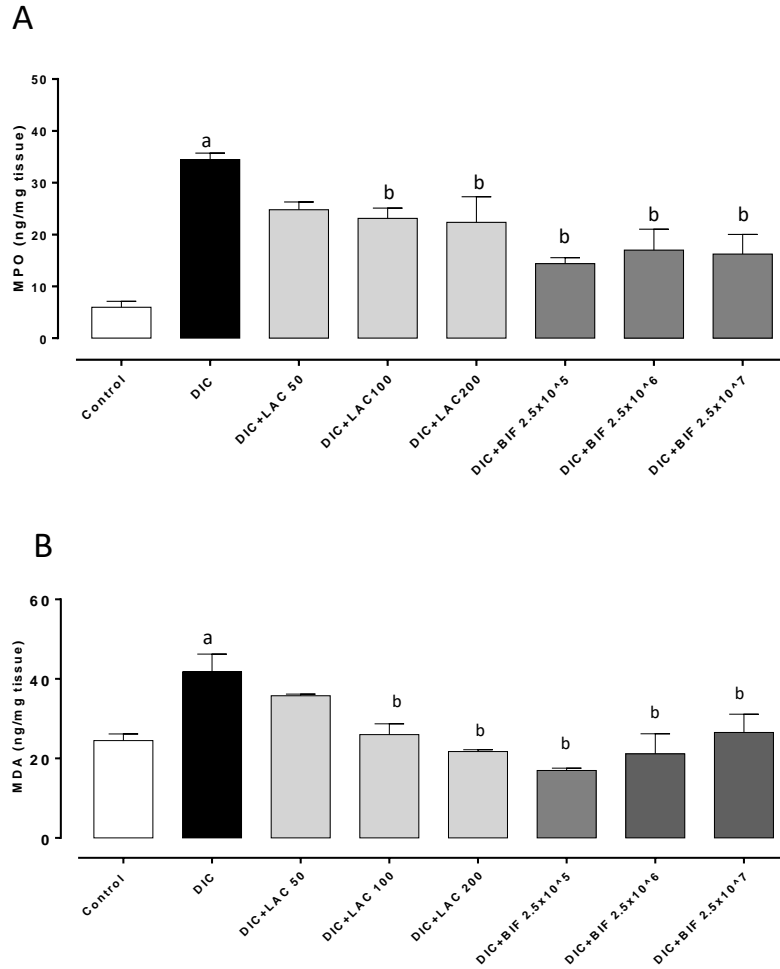 A
MPO (ng/mg tissue)
50
40
30
20
10
0
a
b
b
b
b
b
Control
DIC
DIC+LAC 50
DIC+LAC100
DIC+LAC200
DIC+BIF 2.5x10^5
DIC+BIF 2.5x10^6
DIC+BIF 2.5x10^7
B
MDA (ng/mg tissue)
60
40
20
0
a
b
b
b
b
b
Control
DIC
DIC+LAC 50
DIC+LAC 100
DIC+LAC 200
DIC+BIF 2.5x10^5
DIC+BIF 2.5x10^6
DIC+BIF 2.5x10^7